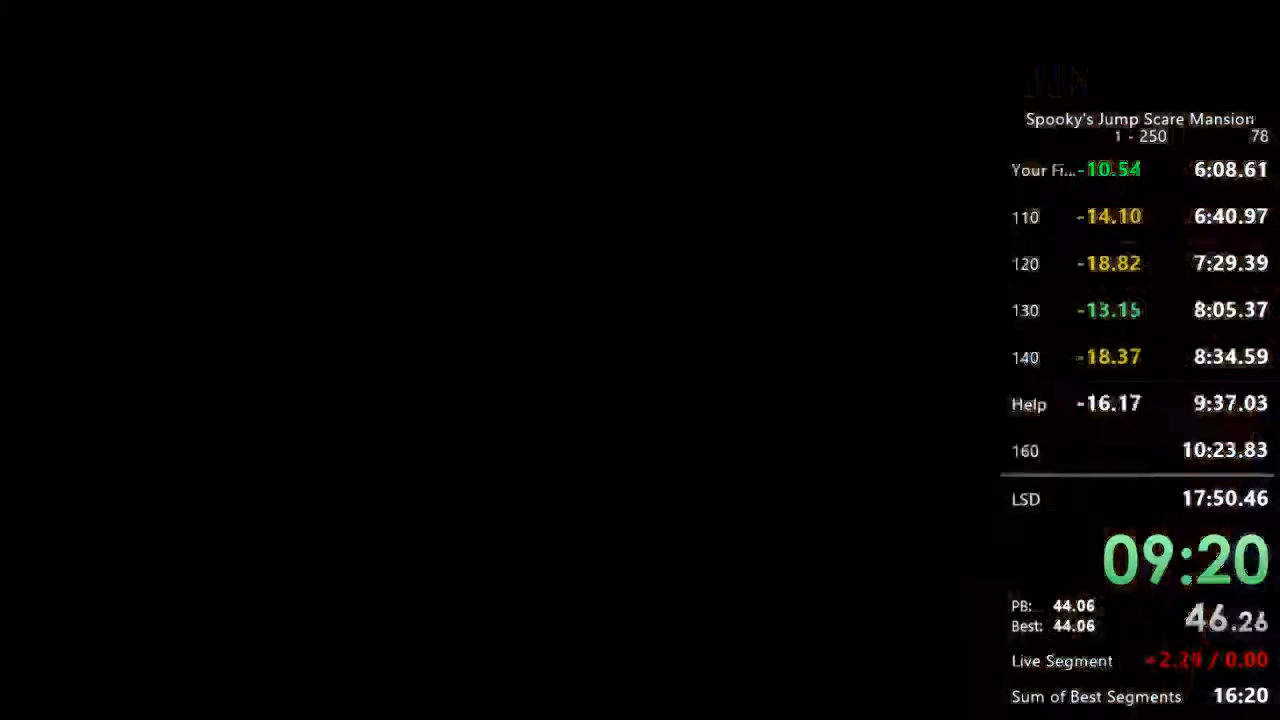 Spooky's Jump Scare Mansion
1 - 250 78
Your Fi... -10.54 6:08.61
110 -14.10 6:40.97
120 -18.82 7:29.39
130 -13.15 8:05.37
140 -18.37 8:34.59
Help -16.17 9:37.03
160 10:23.83
LSD 17:50.46
09:20
PB: 44.06
46.26
Best: 44.06
Live Segment / 0.00
Sum of Best Segments 16:20